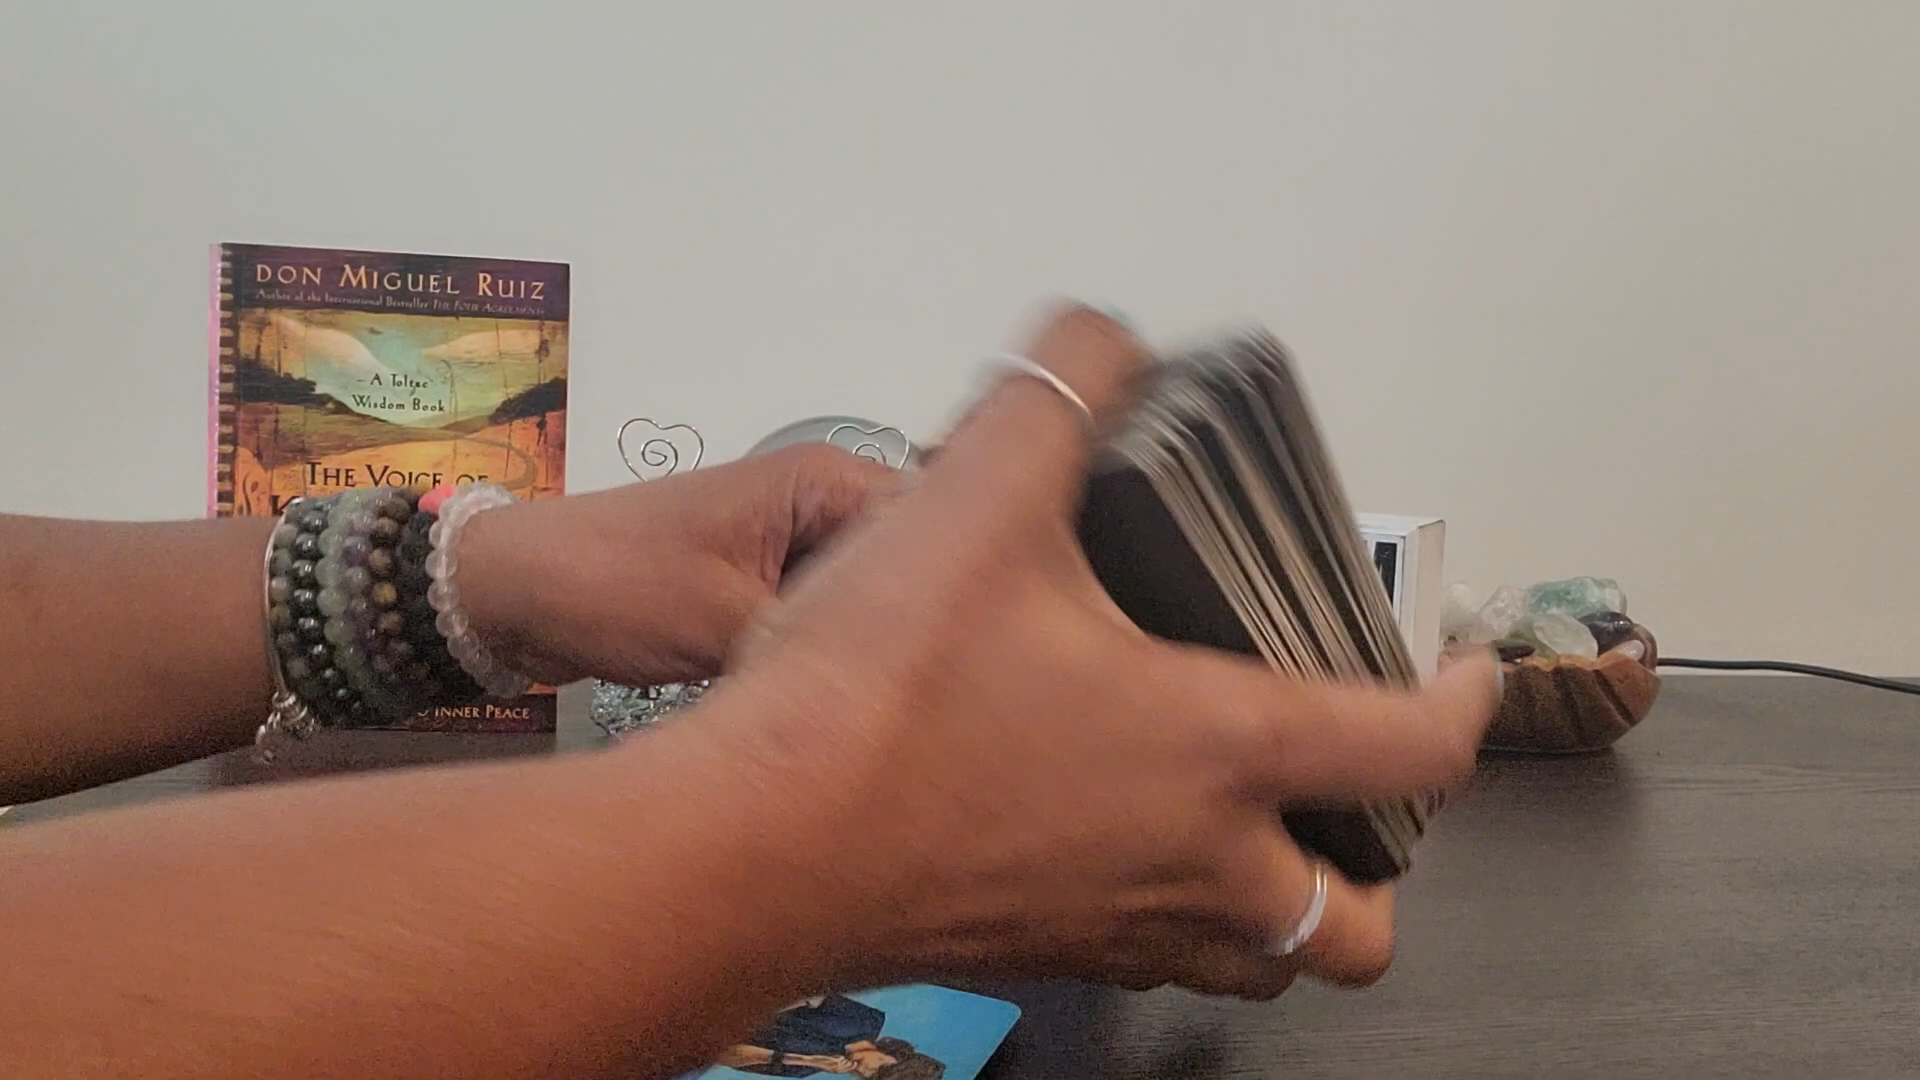 DON MIGUEL RUIZ
Author of the International Bestseller THE FOUR AGREEMENTS
A Toltec
Wisdom Book
THE VOICE OF
INNER PEACE